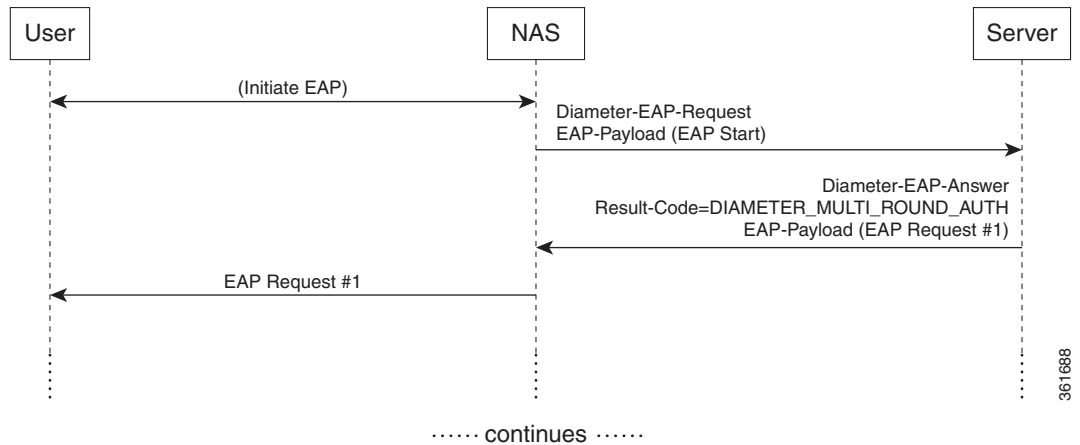 User
NAS
Server
(Initiate EAP)
Diameter-EAP-Request
EAP-Payload (EAP Start)
Diameter-EAP-Answer
Result-Code=DIAMETER_MULTI_ROUND_AUTH
EAP-Payload (EAP Request #1)
EAP Request #1
361688
...... continues ......